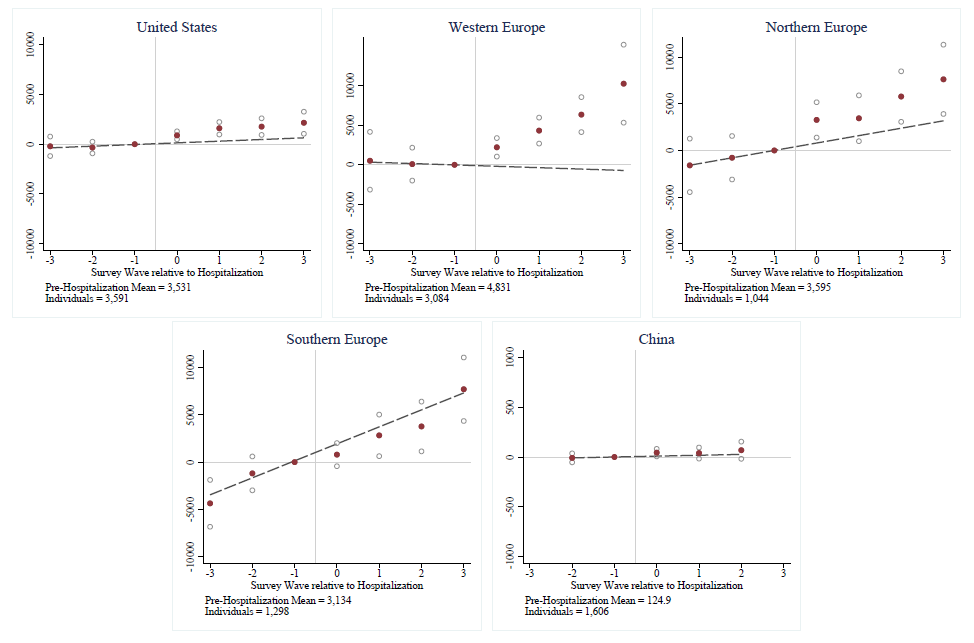 United States
10000
5000
0
-5000
-10000
-3 -2 -1 0 1 2 3
Survey Wave relative to Hospitalization
Pre-Hospitalization Mean = 3,531
Individuals = 3,591
Western Europe
10000
5000
0
-5000
-10000
-3 -2 -1 0 1 2 3
Survey Wave relative to Hospitalization
Pre-Hospitalization Mean = 4,831
Individuals = 3,084
Northern Europe
10000
5000
0
-5000
-10000
-3 -2 -1 0 1 2 3
Survey Wave relative to Hospitalization
Pre-Hospitalization Mean = 3,595
Individuals = 1,044
Southern Europe
10000
5000
0
-5000
-10000
-3 -2 -1 0 1 2 3
Survey Wave relative to Hospitalization
Pre-Hospitalization Mean = 3,134
Individuals = 1,298
China
1000
500
0
-500
-1000
-3 -2 -1 0 1 2 3
Survey Wave relative to Hospitalization
Pre-Hospitalization Mean = 124.9
Individuals = 1,606